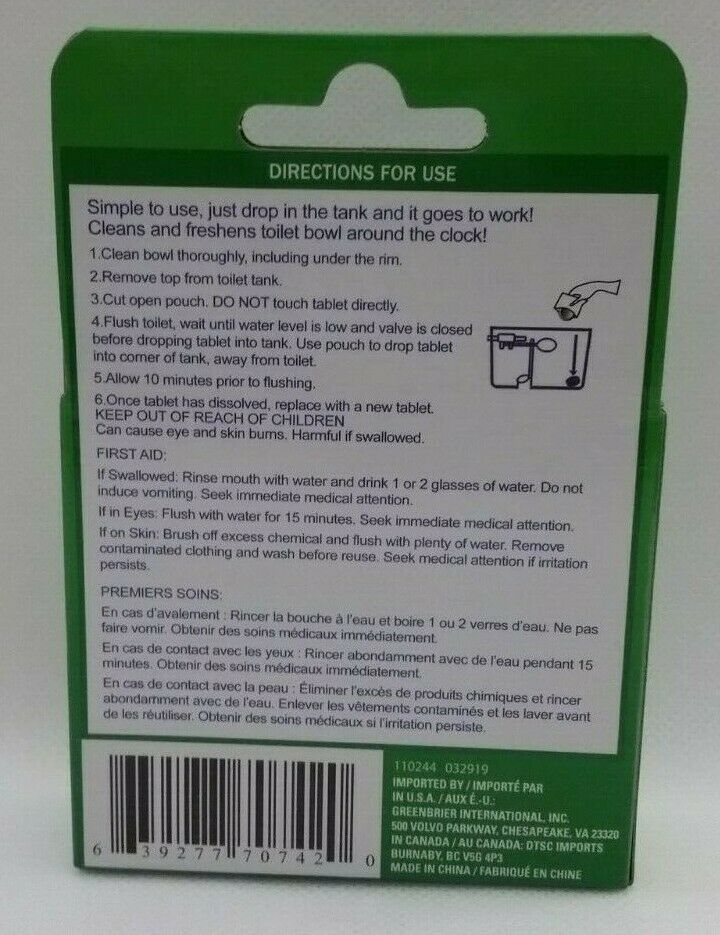 DIRECTIONS FOR USE
Simple to use, just drop in the tank and it goes to work!
Cleans and freshens toilet bowl around the clock!
1.Clean bowl thoroughly, including under the rim.
2.Remove top from toilet tank.
3.Cut open pouch. DO NOT touch tablet directly.
4.Flush toilet, wait until water level is low and valve is closed
before dropping tablet into tank. Use pouch to drop tablet
into corner of tank, away from toilet.
5.Allow 10 minutes prior to flushing.
6.Once tablet has dissolved, replace with a new tablet.
KEEP OUT OF REACH OF CHILDREN
Can cause eye and skin burns. Harmful if swallowed.
FIRST AID:
If Swallowed: Rinse mouth with water and drink 1 or 2 glasses of water. Do not
induce vomiting. Seek immediate medical attention.
If in Eyes: Flush with water for 15 minutes. Seek immediate medical attention.
If on Skin: Brush off excess chemical and flush with plenty of water. Remove
contaminated clothing and wash before reuse. Seek medical attention if irritation
persists.
PREMIERS SOINS:
En cas d'avalement : Rincer la bouche à l'eau et boire 1 ou 2 verres d'eau. Ne pas
faire vomir. Obtenir des soins médicaux immédiatement.
En cas de contact avec les yeux : Rincer abondamment avec de l'eau pendant 15
minutes. Obtenir des soins médicaux immédiatement.
En cas de contact avec la peau : Éliminer l'excès de produits chimiques et rincer
abondamment avec de l'eau. Enlever les vêtements contaminés et les laver avant
de les réutiliser. Obtenir des soins médicaux si l'irritation persiste.
6 39277 70742 0
110244 032919
IMPORTED BY / IMPORTÉ PAR
IN U.S.A. / AUX É.-U.:
GREENBRIER INTERNATIONAL, INC.
500 VOLVO PARKWAY, CHESAPEAKE, VA 23320
IN CANADA / AU CANADA: DTSC IMPORTS
BURNABY, BC V5G 4P3
MADE IN CHINA / FABRIQUÉ EN CHINE